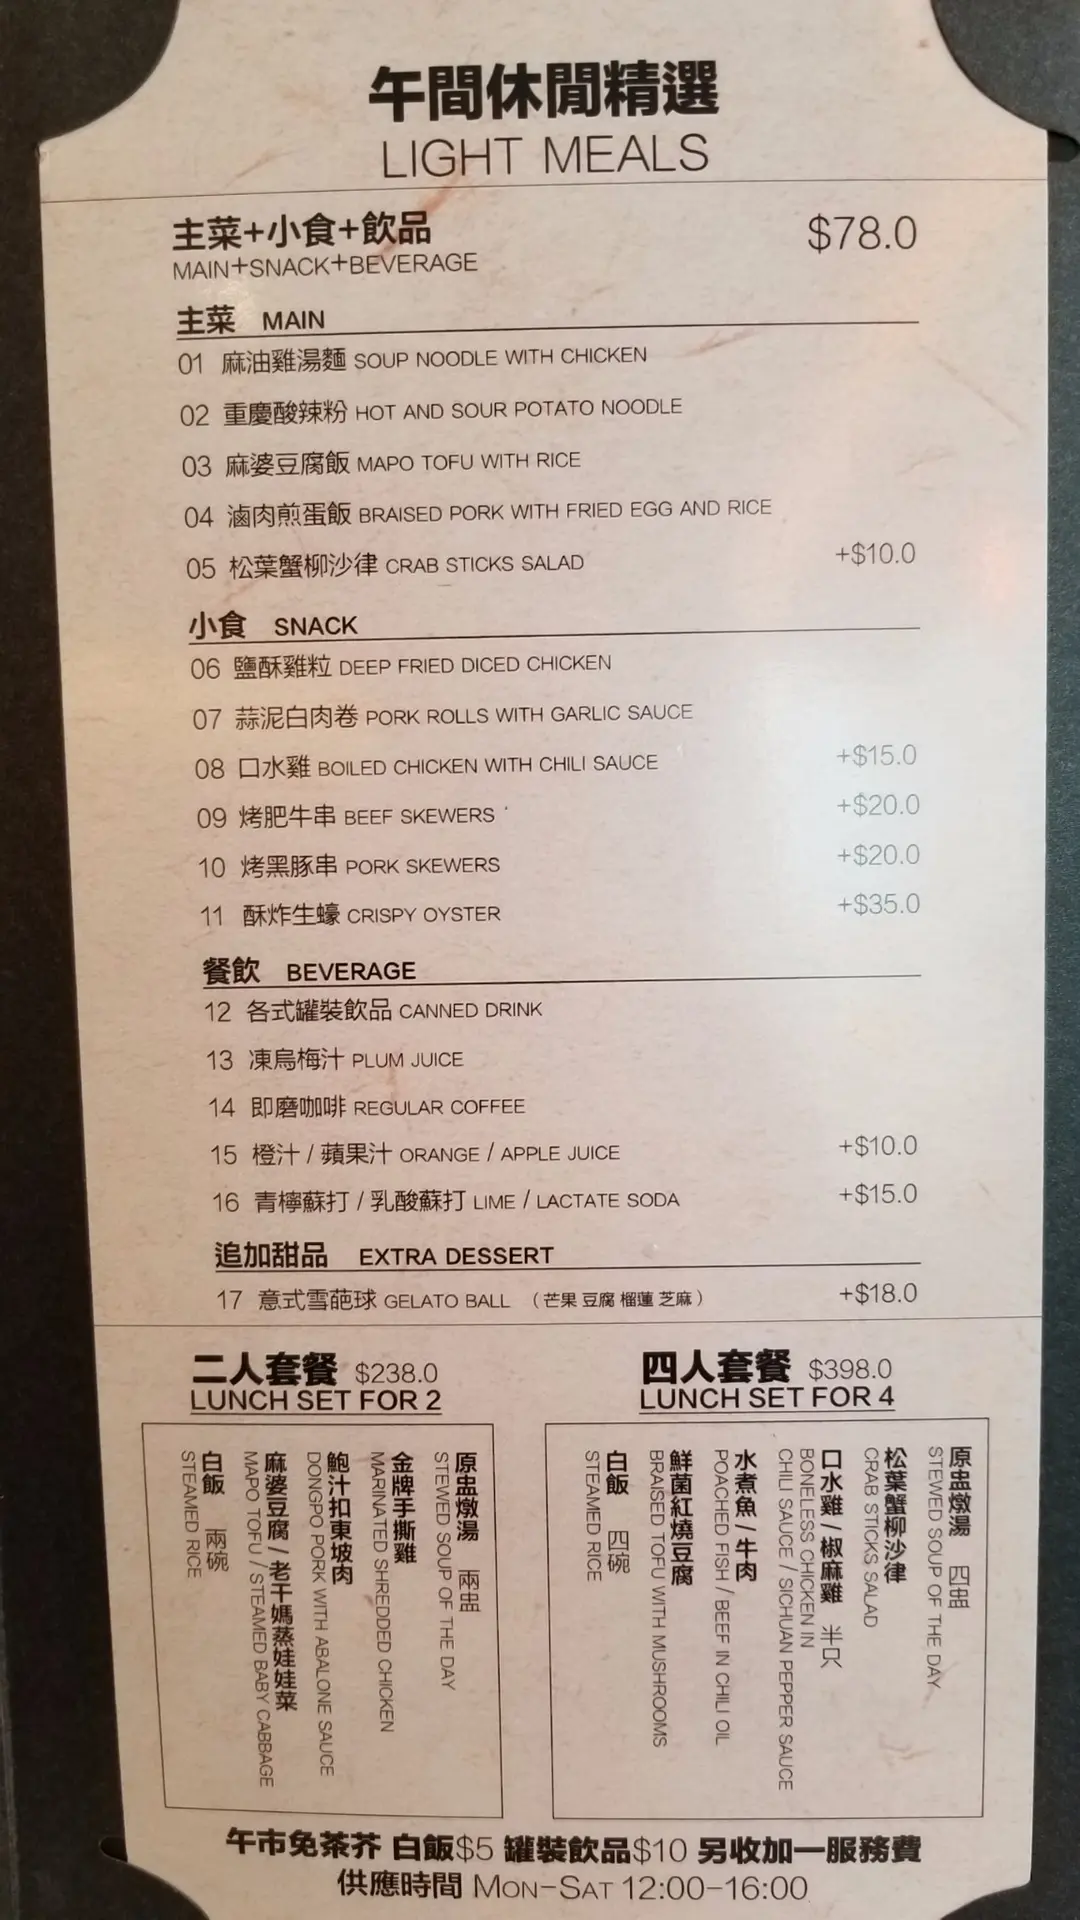 午間休閒精選
LIGHT MEALS
主菜+小食+飲品 $78.0
MAIN+SNACK+BEVERAGE
主菜 MAIN
01 麻油雞湯麵 SOUP NOODLE WITH CHICKEN
02 重慶酸辣粉 HOT AND SOUR POTATO NOODLE
03 麻婆豆腐飯 MAPO TOFU WITH RICE
04 滷肉煎蛋飯 BRAISED PORK WITH FRIED EGG AND RICE
05 松葉蟹柳沙律 CRAB STICKS SALAD +$10.0
小食 SNACK
06 鹽酥雞粒 DEEP FRIED DICED CHICKEN
07 蒜泥白肉卷 PORK ROLLS WITH GARLIC SAUCE
08 口水雞 BOILED CHICKEN WITH CHILI SAUCE +$15.0
09 烤肥牛串 BEEF SKEWERS +$20.0
10 烤黑豚串 PORK SKEWERS +$20.0
11 酥炸生蠔 CRISPY OYSTER +$35.0
餐飲 BEVERAGE
12 各式罐裝飲品 CANNED DRINK
13 凍烏梅汁 PLUM JUICE
14 即磨咖啡 REGULAR COFFEE
15 橙汁 / 蘋果汁 ORANGE / APPLE JUICE +$10.0
16 青檸蘇打 / 乳酸蘇打 LIME / LACTATE SODA +$15.0
追加甜品 EXTRA DESSERT
17 意式雪葩球 GELATO BALL （芒果 豆腐 榴蓮 芝麻） +$18.0
二人套餐 $238.0
LUNCH SET FOR 2
原盅燉湯 兩盅
STEWED SOUP OF THE DAY
金牌手撕雞
MARINATED SHREDDED CHICKEN
鮑汁扣東坡肉
DONGPO PORK WITH ABALONE SAUCE
麻婆豆腐 / 老干媽蒸娃娃菜
MAPO TOFU / STEAMED BABY CABBAGE
白飯 兩碗
STEAMED RICE
四人套餐 $398.0
LUNCH SET FOR 4
原盅燉湯 四盅
STEWED SOUP OF THE DAY
松葉蟹柳沙律
CRAB STICKS SALAD
口水雞 / 椒麻雞 半只
BONELESS CHICKEN IN
CHILI SAUCE / SICHUAN PEPPER SAUCE
水煮魚 / 牛肉
POACHED FISH / BEEF IN CHILI OIL
鮮菌紅燒豆腐
BRAISED TOFU WITH MUSHROOMS
白飯 四碗
STEAMED RICE
午市免茶芥 白飯$5 罐裝飲品$10 另收加一服務費
供應時間 MON-SAT 12:00-16:00